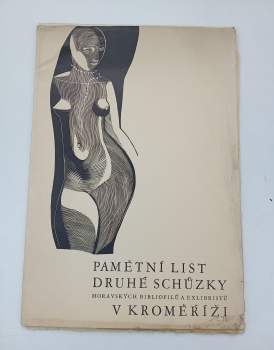 PAMĚTNÍ LIST
DRUHÉ SCHŮZKY
MORAVSKÝCH BIBLIOFILŮ A EXLIBRISTŮ
V KROMĚŘÍŽI